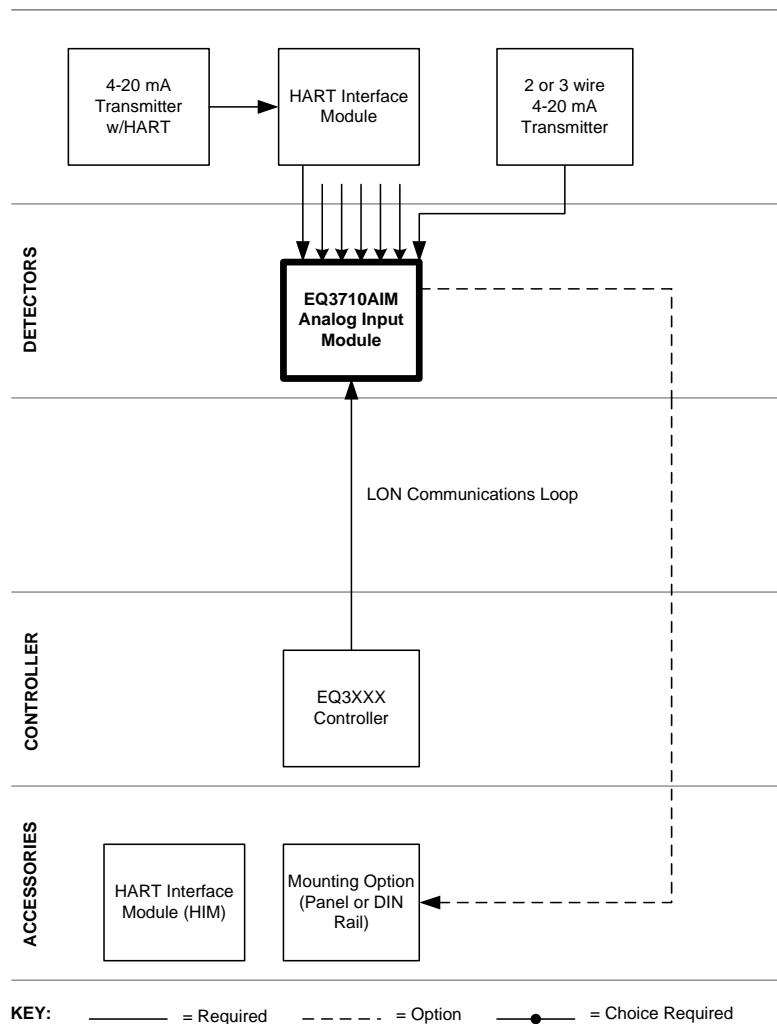 4-20 mA
Transmitter
w/HART
HART Interface
Module
2 or 3 wire
4-20 mA
Transmitter
DETECTORS
EQ3710AIM
Analog Input
Module
LON Communications Loop
CONTROLLER
EQ3XXX
Controller
ACCESSORIES
HART Interface
Module (HIM)
Mounting Option
(Panel or DIN
Rail)
KEY: = Required = Option = Choice Required